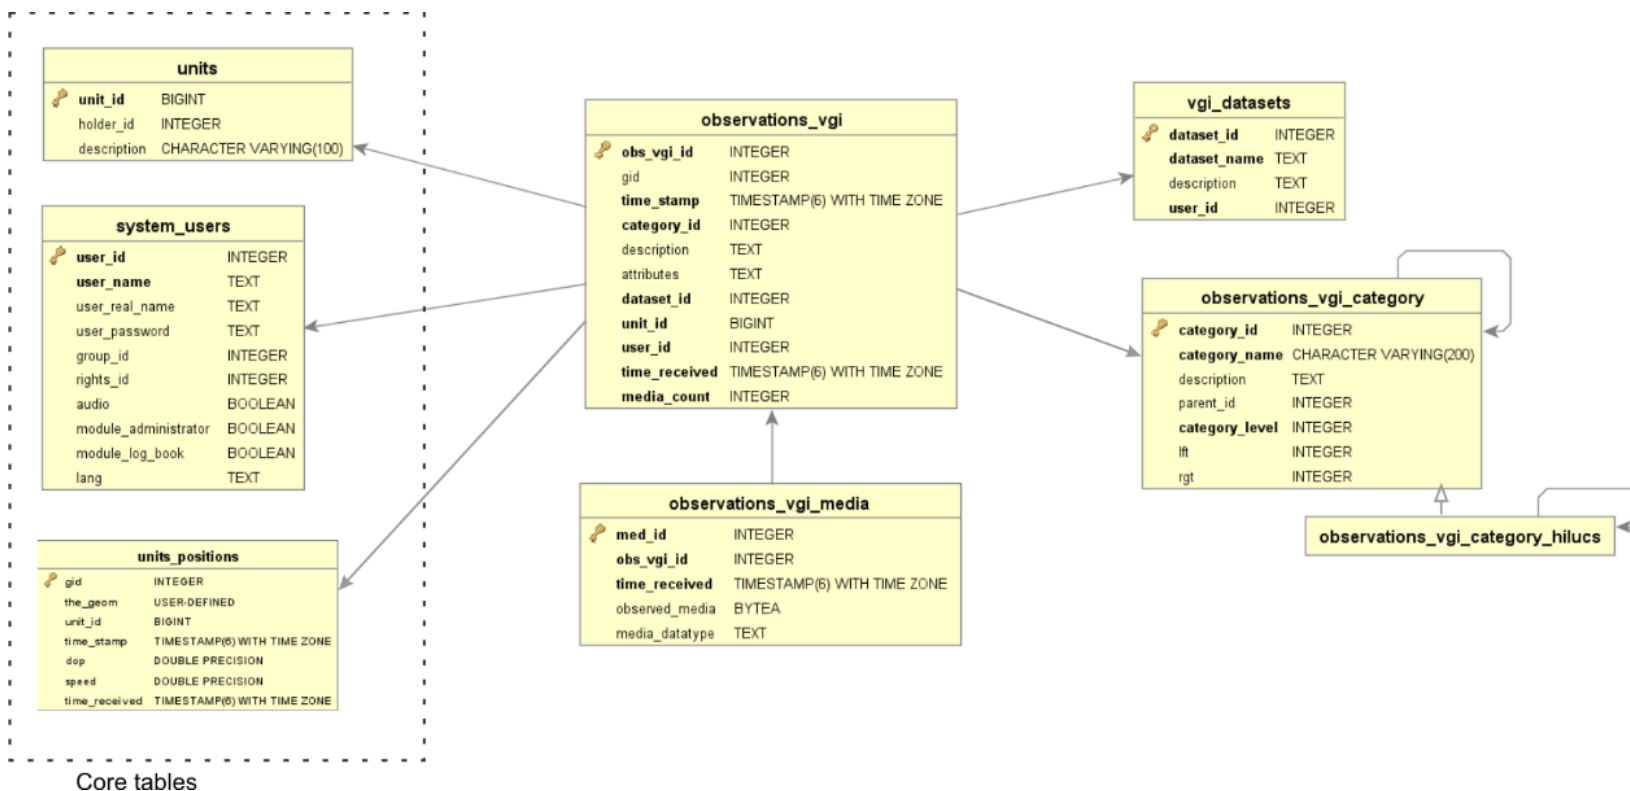 units
unit_id BIGINT
holder_id INTEGER
description CHARACTER VARYING(100)
system_users
user_id INTEGER
user_name TEXT
user_real_name TEXT
user_password TEXT
group_id INTEGER
rights_id INTEGER
audio BOOLEAN
module_administrator BOOLEAN
module_log_book BOOLEAN
lang TEXT
units_positions
gid INTEGER
the_geom USER-DEFINED
unit_id BIGINT
time_stamp TIMESTAMP(6) WITH TIME ZONE
dop DOUBLE PRECISION
speed DOUBLE PRECISION
time_received TIMESTAMP(6) WITH TIME ZONE
Core tables
observations_vgi
obs_vgi_id INTEGER
gid INTEGER
time_stamp TIMESTAMP(6) WITH TIME ZONE
category_id INTEGER
description TEXT
attributes TEXT
dataset_id INTEGER
unit_id BIGINT
user_id INTEGER
time_received TIMESTAMP(6) WITH TIME ZONE
media_count INTEGER
observations_vgi_media
med_id INTEGER
obs_vgi_id INTEGER
time_received TIMESTAMP(6) WITH TIME ZONE
observed_media BYTEA
media_datatype TEXT
vgi_datasets
dataset_id INTEGER
dataset_name TEXT
description TEXT
user_id INTEGER
observations_vgi_category
category_id INTEGER
category_name CHARACTER VARYING(200)
description TEXT
parent_id INTEGER
category_level INTEGER
lft INTEGER
rgt INTEGER
observations_vgi_category_hilucs